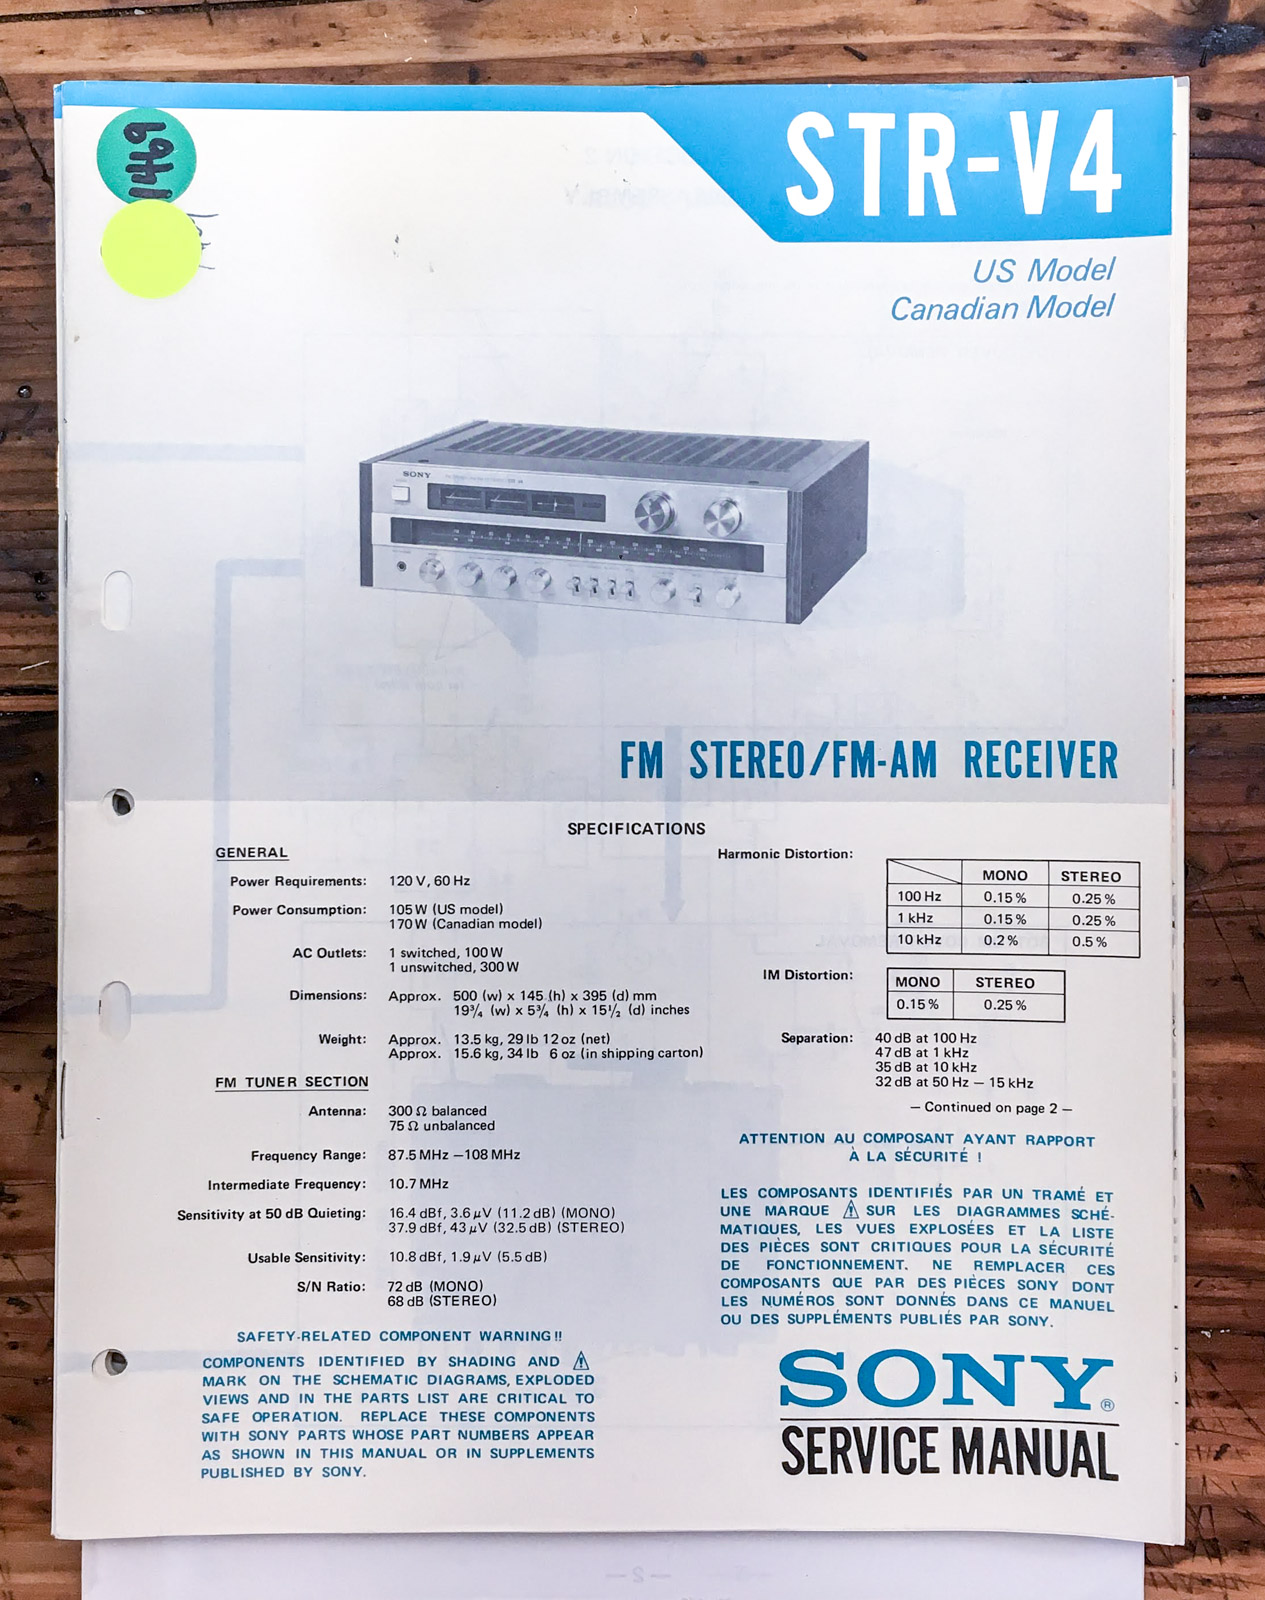 1469
STR-V4
US Model
Canadian Model
SONY
FM STEREO/FM-AM RECEIVER
SPECIFICATIONS
GENERAL
Power Requirements: 120 V, 60 Hz
Power Consumption: 105 W (US model)
170 W (Canadian model)
AC Outlets: 1 switched, 100 W
1 unswitched, 300 W
Dimensions: Approx. 500 (w) x 145 (h) x 395 (d) mm
19¾ (w) x 5¾ (h) x 15½ (d) inches
Weight: Approx. 13.5 kg, 29 lb 12 oz (net)
Approx. 15.6 kg, 34 lb 6 oz (in shipping carton)
FM TUNER SECTION
Antenna: 300 Ω balanced
75 Ω unbalanced
Frequency Range: 87.5 MHz – 108 MHz
Intermediate Frequency: 10.7 MHz
Sensitivity at 50 dB Quieting: 16.4 dBf, 3.6 μV (11.2 dB) (MONO)
37.9 dBf, 43 μV (32.5 dB) (STEREO)
Usable Sensitivity: 10.8 dBf, 1.9 μV (5.5 dB)
S/N Ratio: 72 dB (MONO)
68 dB (STEREO)
SAFETY-RELATED COMPONENT WARNING!!
COMPONENTS IDENTIFIED BY SHADING AND ⚠
MARK ON THE SCHEMATIC DIAGRAMS, EXPLODED
VIEWS AND IN THE PARTS LIST ARE CRITICAL TO
SAFE OPERATION. REPLACE THESE COMPONENTS
WITH SONY PARTS WHOSE PART NUMBERS APPEAR
AS SHOWN IN THIS MANUAL OR IN SUPPLEMENTS
PUBLISHED BY SONY.
Harmonic Distortion:
MONO STEREO
100 Hz 0.15 % 0.25 %
1 kHz 0.15 % 0.25 %
10 kHz 0.2 % 0.5 %
IM Distortion:
MONO STEREO
0.15 % 0.25 %
Separation: 40 dB at 100 Hz
47 dB at 1 kHz
35 dB at 10 kHz
32 dB at 50 Hz – 15 kHz
– Continued on page 2 –
ATTENTION AU COMPOSANT AYANT RAPPORT
À LA SÉCURITÉ !
LES COMPOSANTS IDENTIFIÉS PAR UN TRAMÉ ET
UNE MARQUE ⚠ SUR LES DIAGRAMMES SCHÉ-
MATIQUES, LES VUES EXPLOSÉES ET LA LISTE
DES PIÈCES SONT CRITIQUES POUR LA SÉCURITÉ
DE FONCTIONNEMENT. NE REMPLACER CES
COMPOSANTS QUE PAR DES PIÈCES SONY DONT
LES NUMÉROS SONT DONNÉS DANS CE MANUEL
OU DES SUPPLÉMENTS PUBLIÉS PAR SONY.
SONY®
SERVICE MANUAL
– 2 –